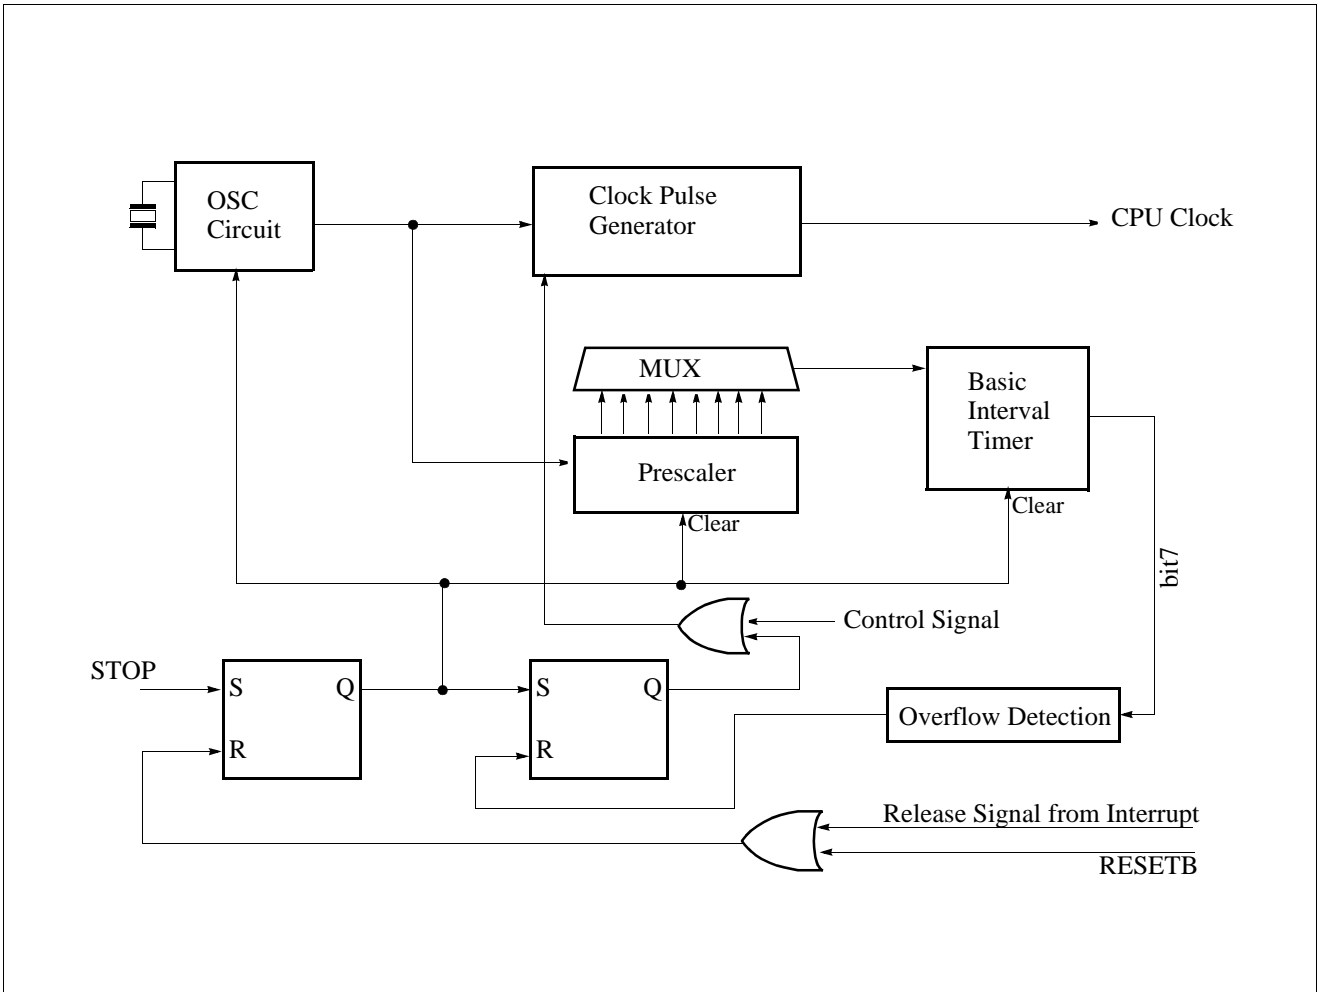 OSC
Circuit
Clock Pulse
Generator
CPU Clock
MUX
Basic
Interval
Timer
Prescaler
Clear
Clear
bit7
Control Signal
STOP
S
Q
R
S
Q
R
Overflow Detection
Release Signal from Interrupt
RESETB